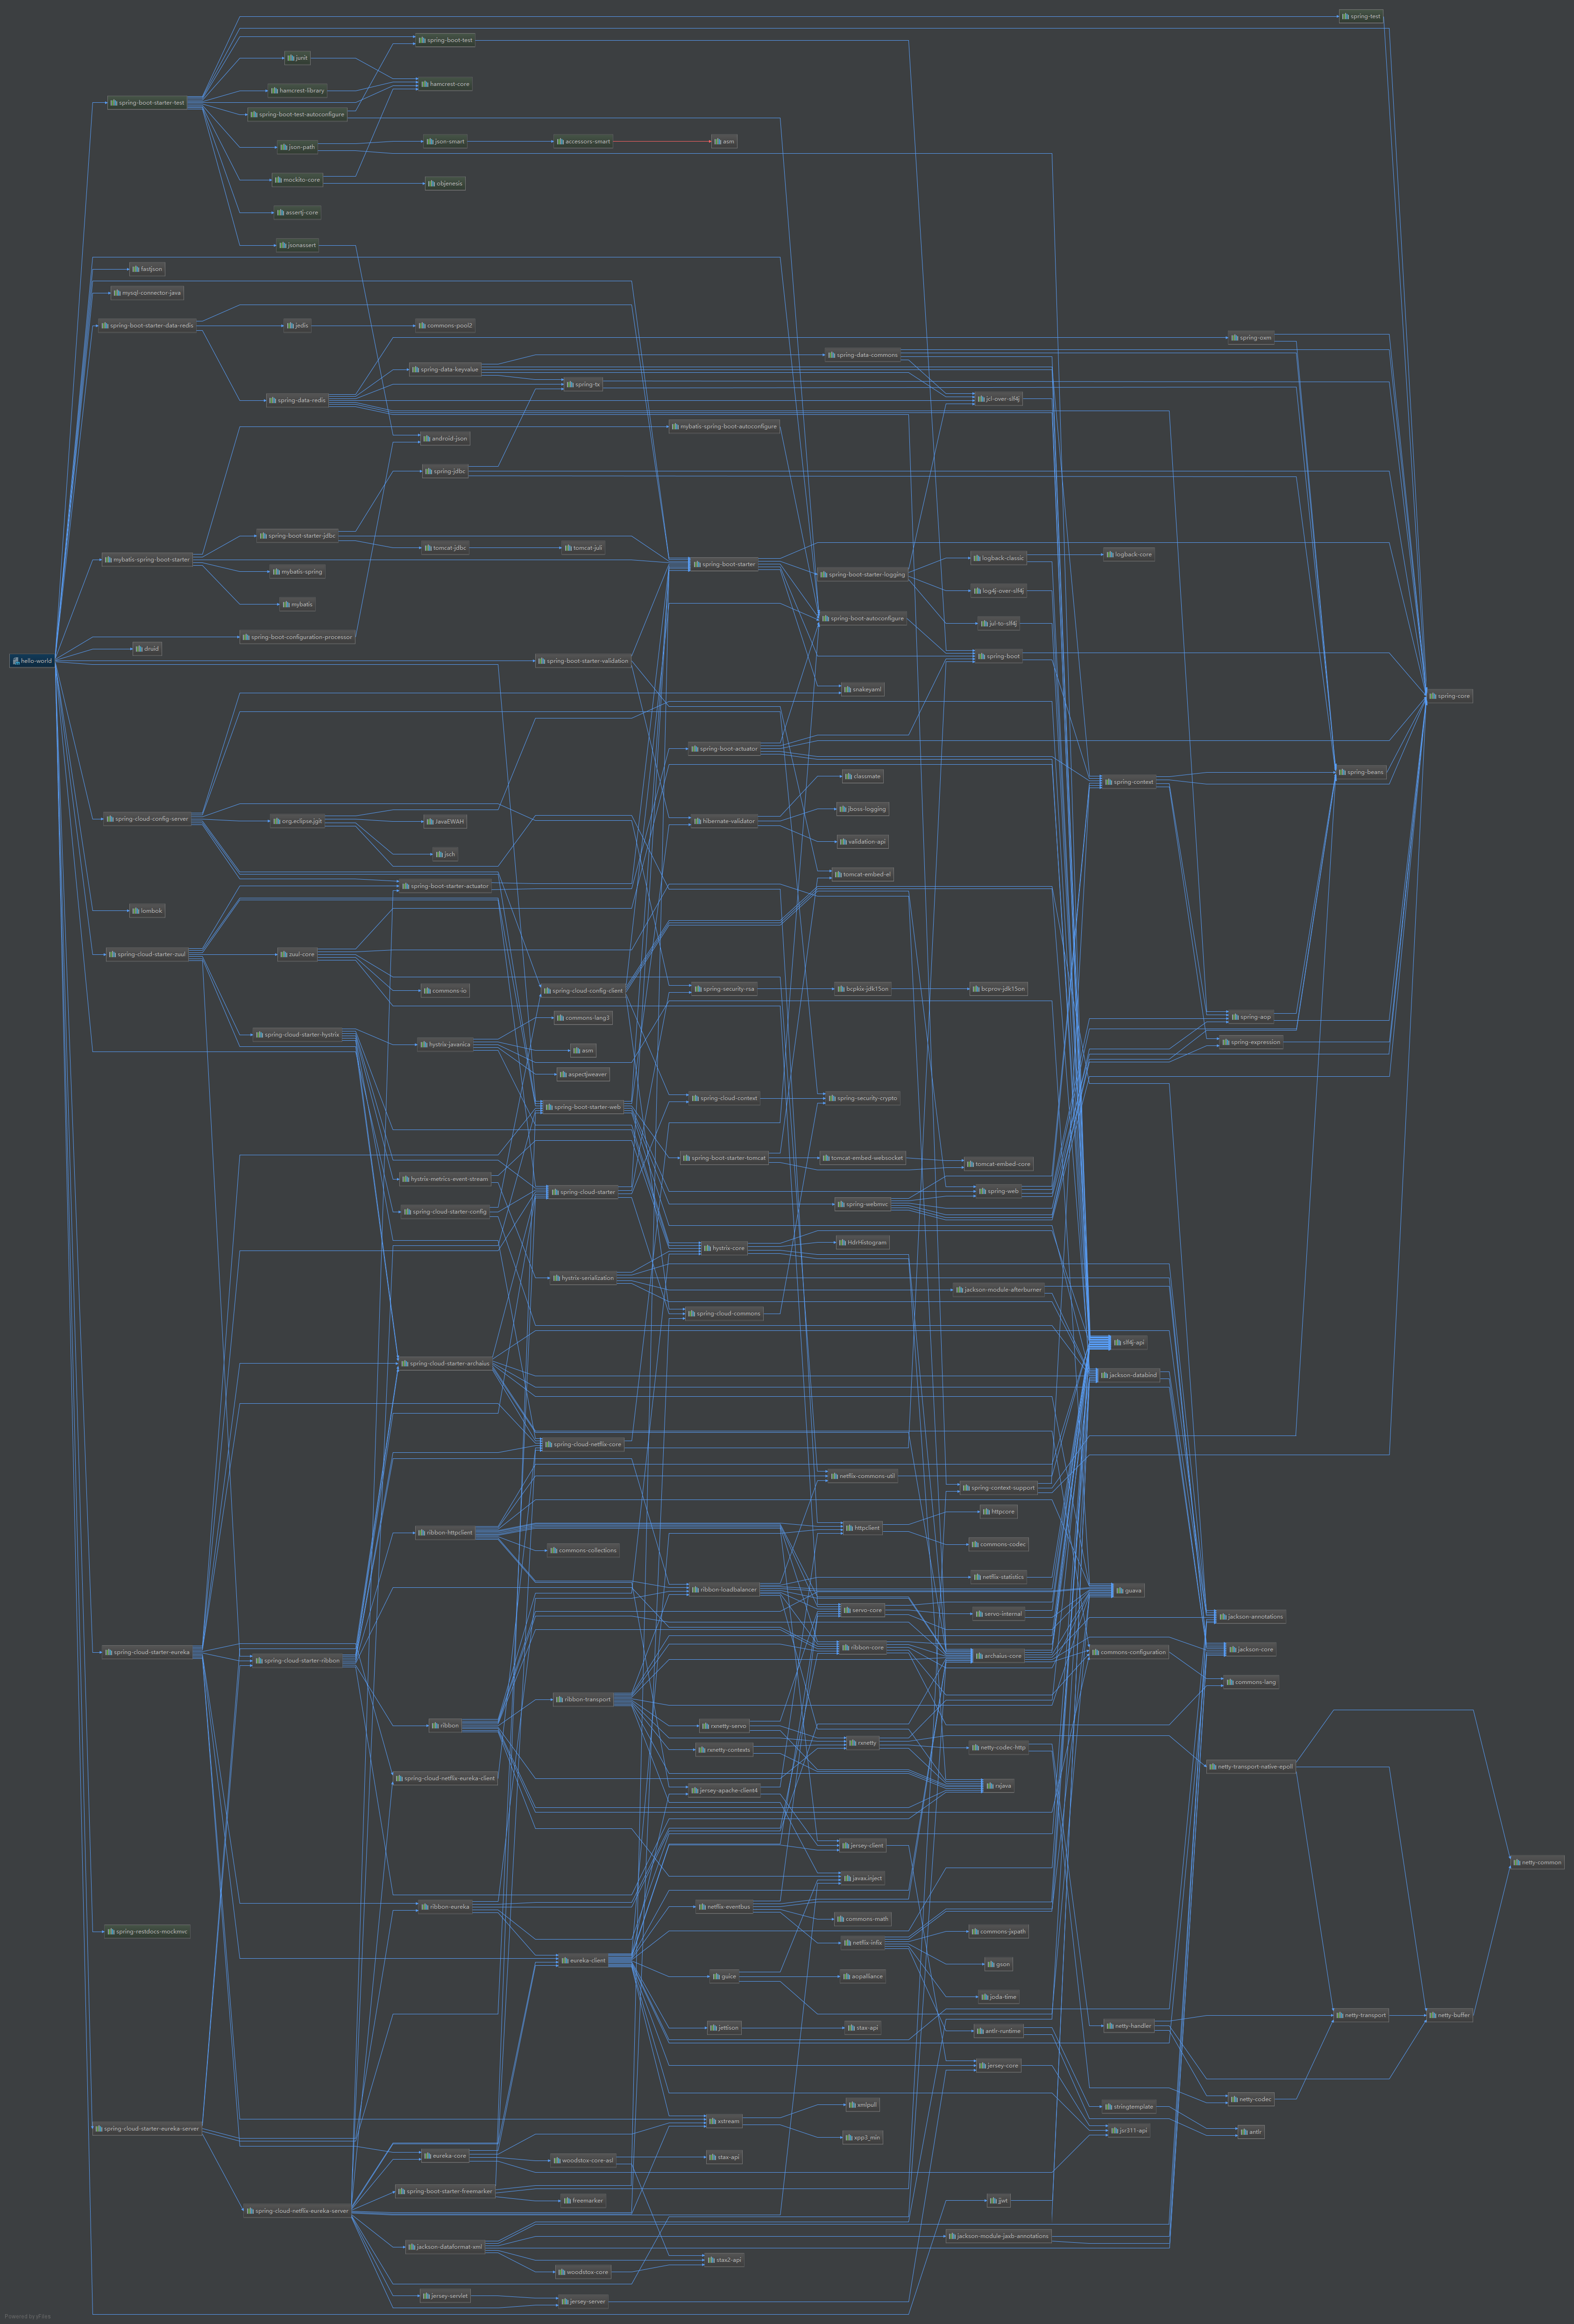 spring-test
spring-boot-test
junit
hamcrest-core
hamcrest-library
spring-boot-starter-test
spring-boot-test-autoconfigure
json-path
json-smart
accessors-smart
asm
mockito-core
objenesis
assertj-core
jsonassert
fastjson
mysql-connector-java
spring-boot-starter-data-redis
jedis
commons-pool2
spring-oxm
spring-data-commons
spring-data-keyvalue
spring-tx
spring-data-redis
jcl-over-slf4j
mybatis-spring-boot-autoconfigure
android-json
spring-jdbc
spring-boot-starter-jdbc
tomcat-jdbc
tomcat-juli
logback-classic
logback-core
mybatis-spring-boot-starter
spring-boot-starter
mybatis-spring
spring-boot-starter-logging
log4j-over-slf4j
mybatis
spring-boot-autoconfigure
jul-to-slf4j
spring-boot-configuration-processor
druid
spring-boot
hello-world
spring-boot-starter-validation
snakeyaml
spring-core
spring-boot-actuator
classmate
spring-context
spring-beans
jboss-logging
spring-cloud-config-server
org.eclipse.jgit
JavaEWAH
hibernate-validator
validation-api
jsch
tomcat-embed-el
spring-boot-starter-actuator
lombok
spring-cloud-starter-zuul
zuul-core
commons-io
spring-cloud-config-client
spring-security-rsa
bcpkix-jdk15on
bcprov-jdk15on
commons-lang3
spring-aop
spring-cloud-starter-hystrix
hystrix-javanica
asm
spring-expression
aspectjweaver
spring-cloud-context
spring-security-crypto
spring-boot-starter-web
spring-boot-starter-tomcat
tomcat-embed-websocket
tomcat-embed-core
hystrix-metrics-event-stream
spring-cloud-starter
spring-web
spring-webmvc
spring-cloud-starter-config
hystrix-core
HdrHistogram
hystrix-serialization
jackson-module-afterburner
spring-cloud-commons
slf4j-api
spring-cloud-starter-archaius
jackson-databind
spring-cloud-netflix-core
netflix-commons-util
spring-context-support
httpcore
ribbon-httpclient
httpclient
commons-codec
commons-collections
netflix-statistics
ribbon-loadbalancer
guava
servo-core
servo-internal
jackson-annotations
ribbon-core
jackson-core
spring-cloud-starter-eureka
archaius-core
commons-configuration
spring-cloud-starter-ribbon
commons-lang
ribbon-transport
ribbon
rxnetty-servo
rxnetty
rxnetty-contexts
netty-codec-http
netty-transport-native-epoll
spring-cloud-netflix-eureka-client
jersey-apache-client4
rxjava
jersey-client
netty-common
javax.inject
ribbon-eureka
netflix-eventbus
commons-math
spring-restdocs-mockmvc
commons-jxpath
netflix-infix
eureka-client
gson
guice
aopalliance
joda-time
netty-transport
netty-buffer
jettison
stax-api
antlr-runtime
netty-handler
jersey-core
netty-codec
xmlpull
stringtemplate
xstream
spring-cloud-starter-eureka-server
jsr311-api
antlr
xpp3_min
eureka-core
woodstox-core-asl
stax-api
spring-boot-starter-freemarker
freemarker
jjwt
spring-cloud-netflix-eureka-server
jackson-module-jaxb-annotations
jackson-dataformat-xml
stax2-api
woodstox-core
jersey-servlet
jersey-server
Powered by yFiles